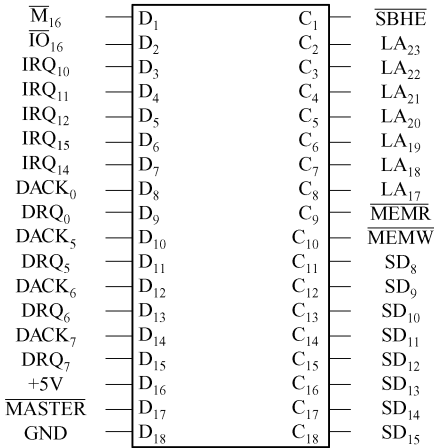 M̅₁₆ D₁ C₁ S̅B̅H̅E̅
I̅O̅₁₆ D₂ C₂ LA₂₃
IRQ₁₀ D₃ C₃ LA₂₂
IRQ₁₁ D₄ C₄ LA₂₁
IRQ₁₂ D₅ C₅ LA₂₀
IRQ₁₅ D₆ C₆ LA₁₉
IRQ₁₄ D₇ C₇ LA₁₈
DACK₀ D₈ C₈ LA₁₇
DRQ₀ D₉ C₉ M̅E̅M̅R̅
DACK₅ D₁₀ C₁₀ M̅E̅M̅W̅
DRQ₅ D₁₁ C₁₁ SD₈
DACK₆ D₁₂ C₁₂ SD₉
DRQ₆ D₁₃ C₁₃ SD₁₀
DACK₇ D₁₄ C₁₄ SD₁₁
DRQ₇ D₁₅ C₁₅ SD₁₂
+5V D₁₆ C₁₆ SD₁₃
M̅A̅S̅T̅E̅R̅ D₁₇ C₁₇ SD₁₄
GND D₁₈ C₁₈ SD₁₅